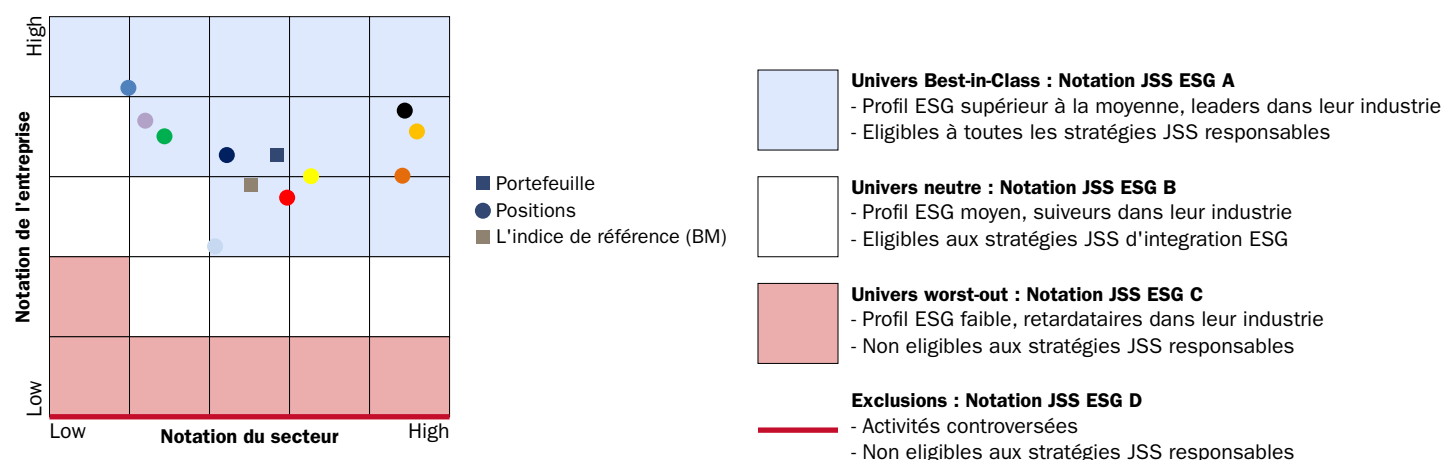 High
Notation de l'entreprise
Low
Low
Notation du secteur
High
Portefeuille
Positions
L'indice de référence (BM)
Univers Best-in-Class : Notation JSS ESG A
- Profil ESG supérieur à la moyenne, leaders dans leur industrie
- Eligibles à toutes les stratégies JSS responsables
Univers neutre : Notation JSS ESG B
- Profil ESG moyen, suiveurs dans leur industrie
- Eligibles aux stratégies JSS d'integration ESG
Univers worst-out : Notation JSS ESG C
- Profil ESG faible, retardataires dans leur industrie
- Non eligibles aux stratégies JSS responsables
Exclusions : Notation JSS ESG D
- Activités controversées
- Non eligibles aux stratégies JSS responsables